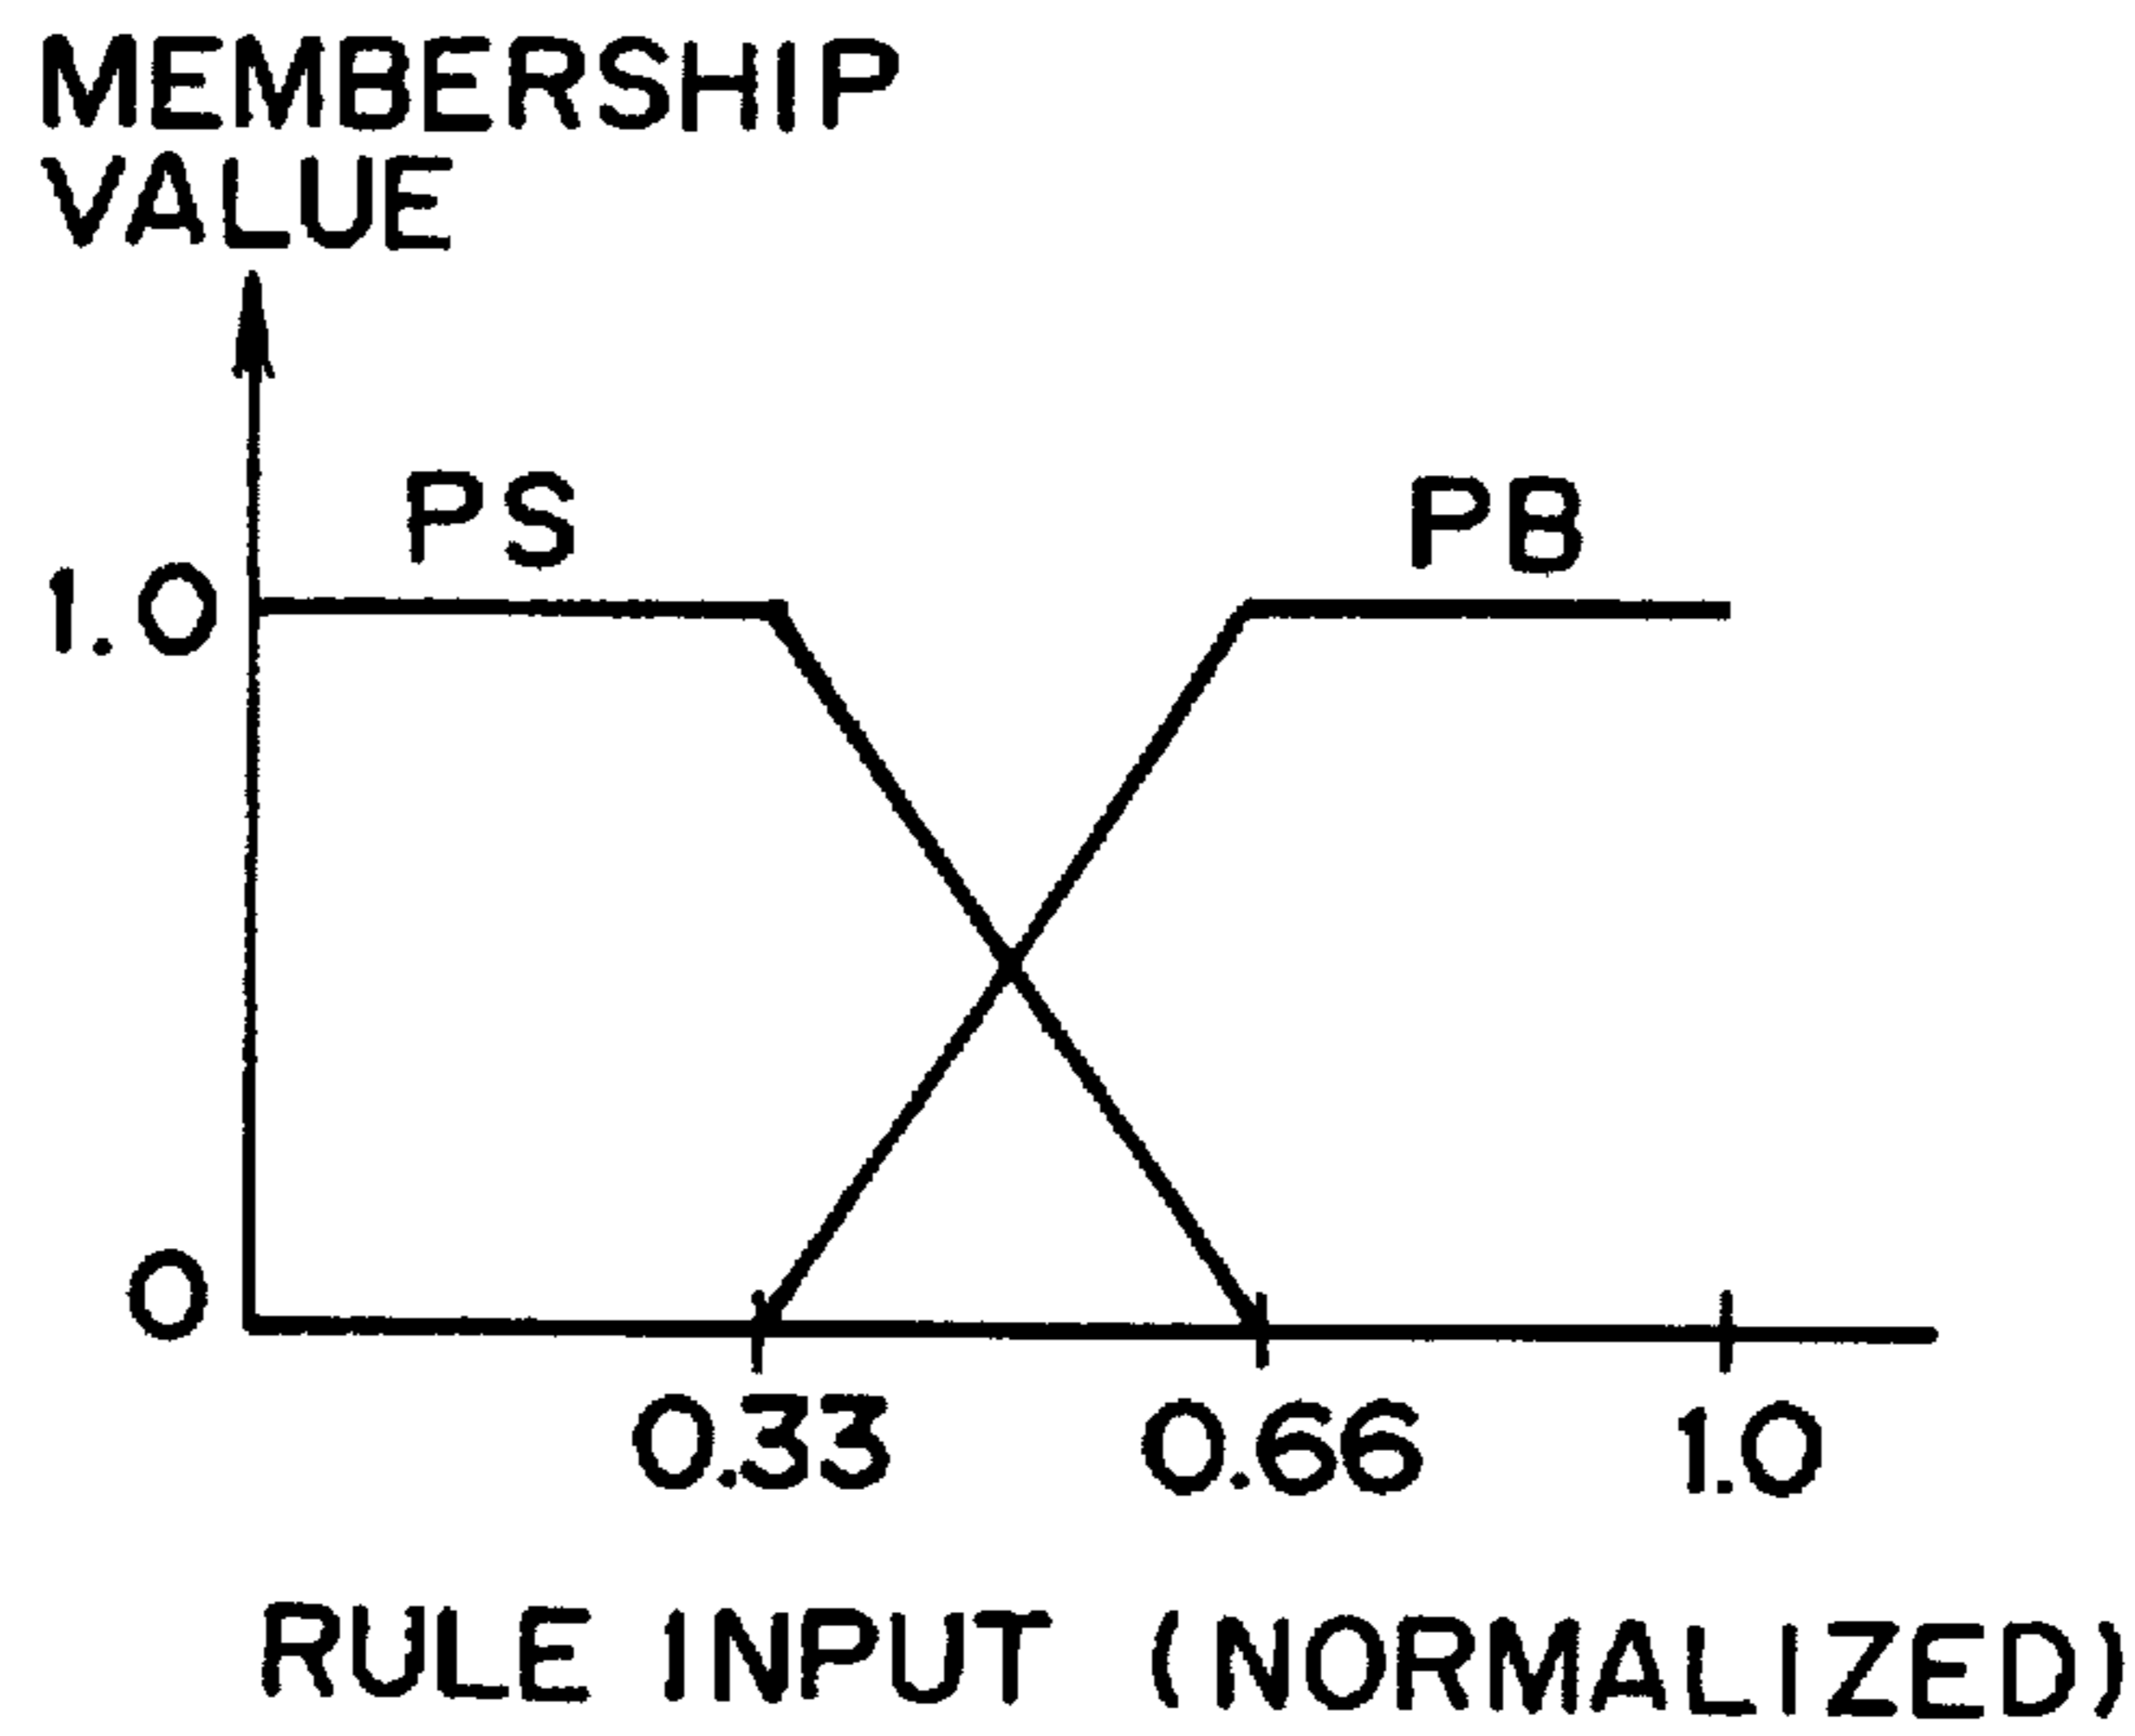 MEMBERSHIP
VALUE
PS PB
1.0
0
0.33 0.66 1.0
RULE INPUT (NORMALIZED)